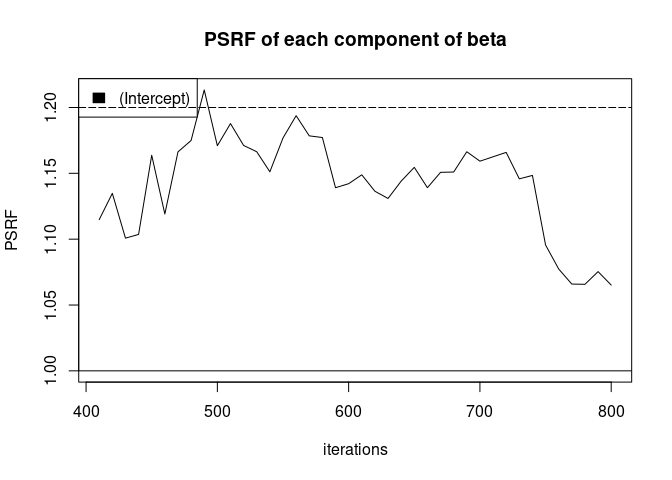 PSRF of each component of beta
(Intercept)
PSRF
1.20
1.15
1.10
1.05
1.00
400 500 600 700 800
iterations